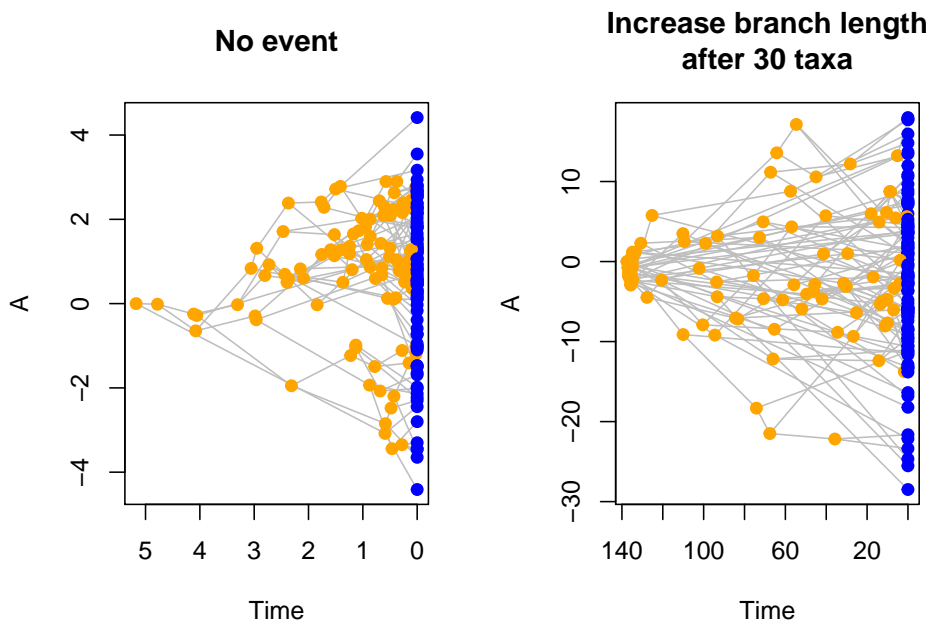 No event
4
2
0
−2
−4
A
5 4 3 2 1 0
Time
Increase branch length
after 30 taxa
10
0
−10
−20
−30
A
140 100 60 20
Time